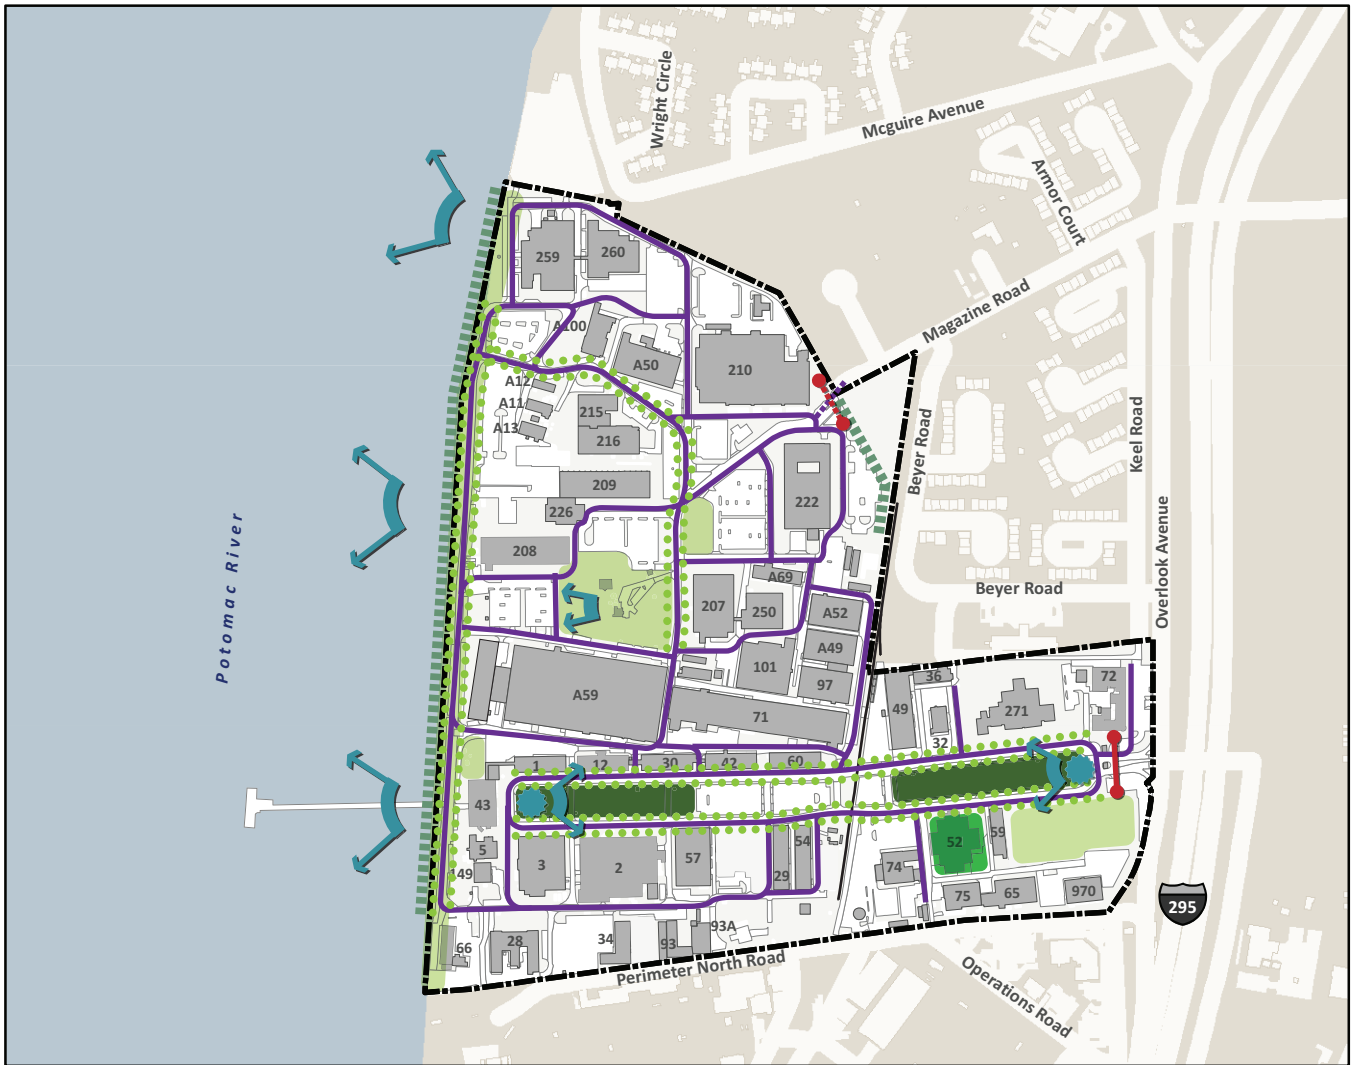 Wright Circle
Mcguire Avenue
Armor Court
Magazine Road
259
260
A100
A50
210
A12
A11
A13
215
216
209
226
208
222
Beyer Road
Keel Road
Overlook Avenue
Potomac River
A69
207
250
A52
Beyer Road
A49
101
97
A59
71
36
49
32
271
72
1
12
30
42
60
43
5
149
3
2
57
54
29
52
59
74
75
65
970
295
66
28
34
93
93A
Perimeter North Road
Operations Road